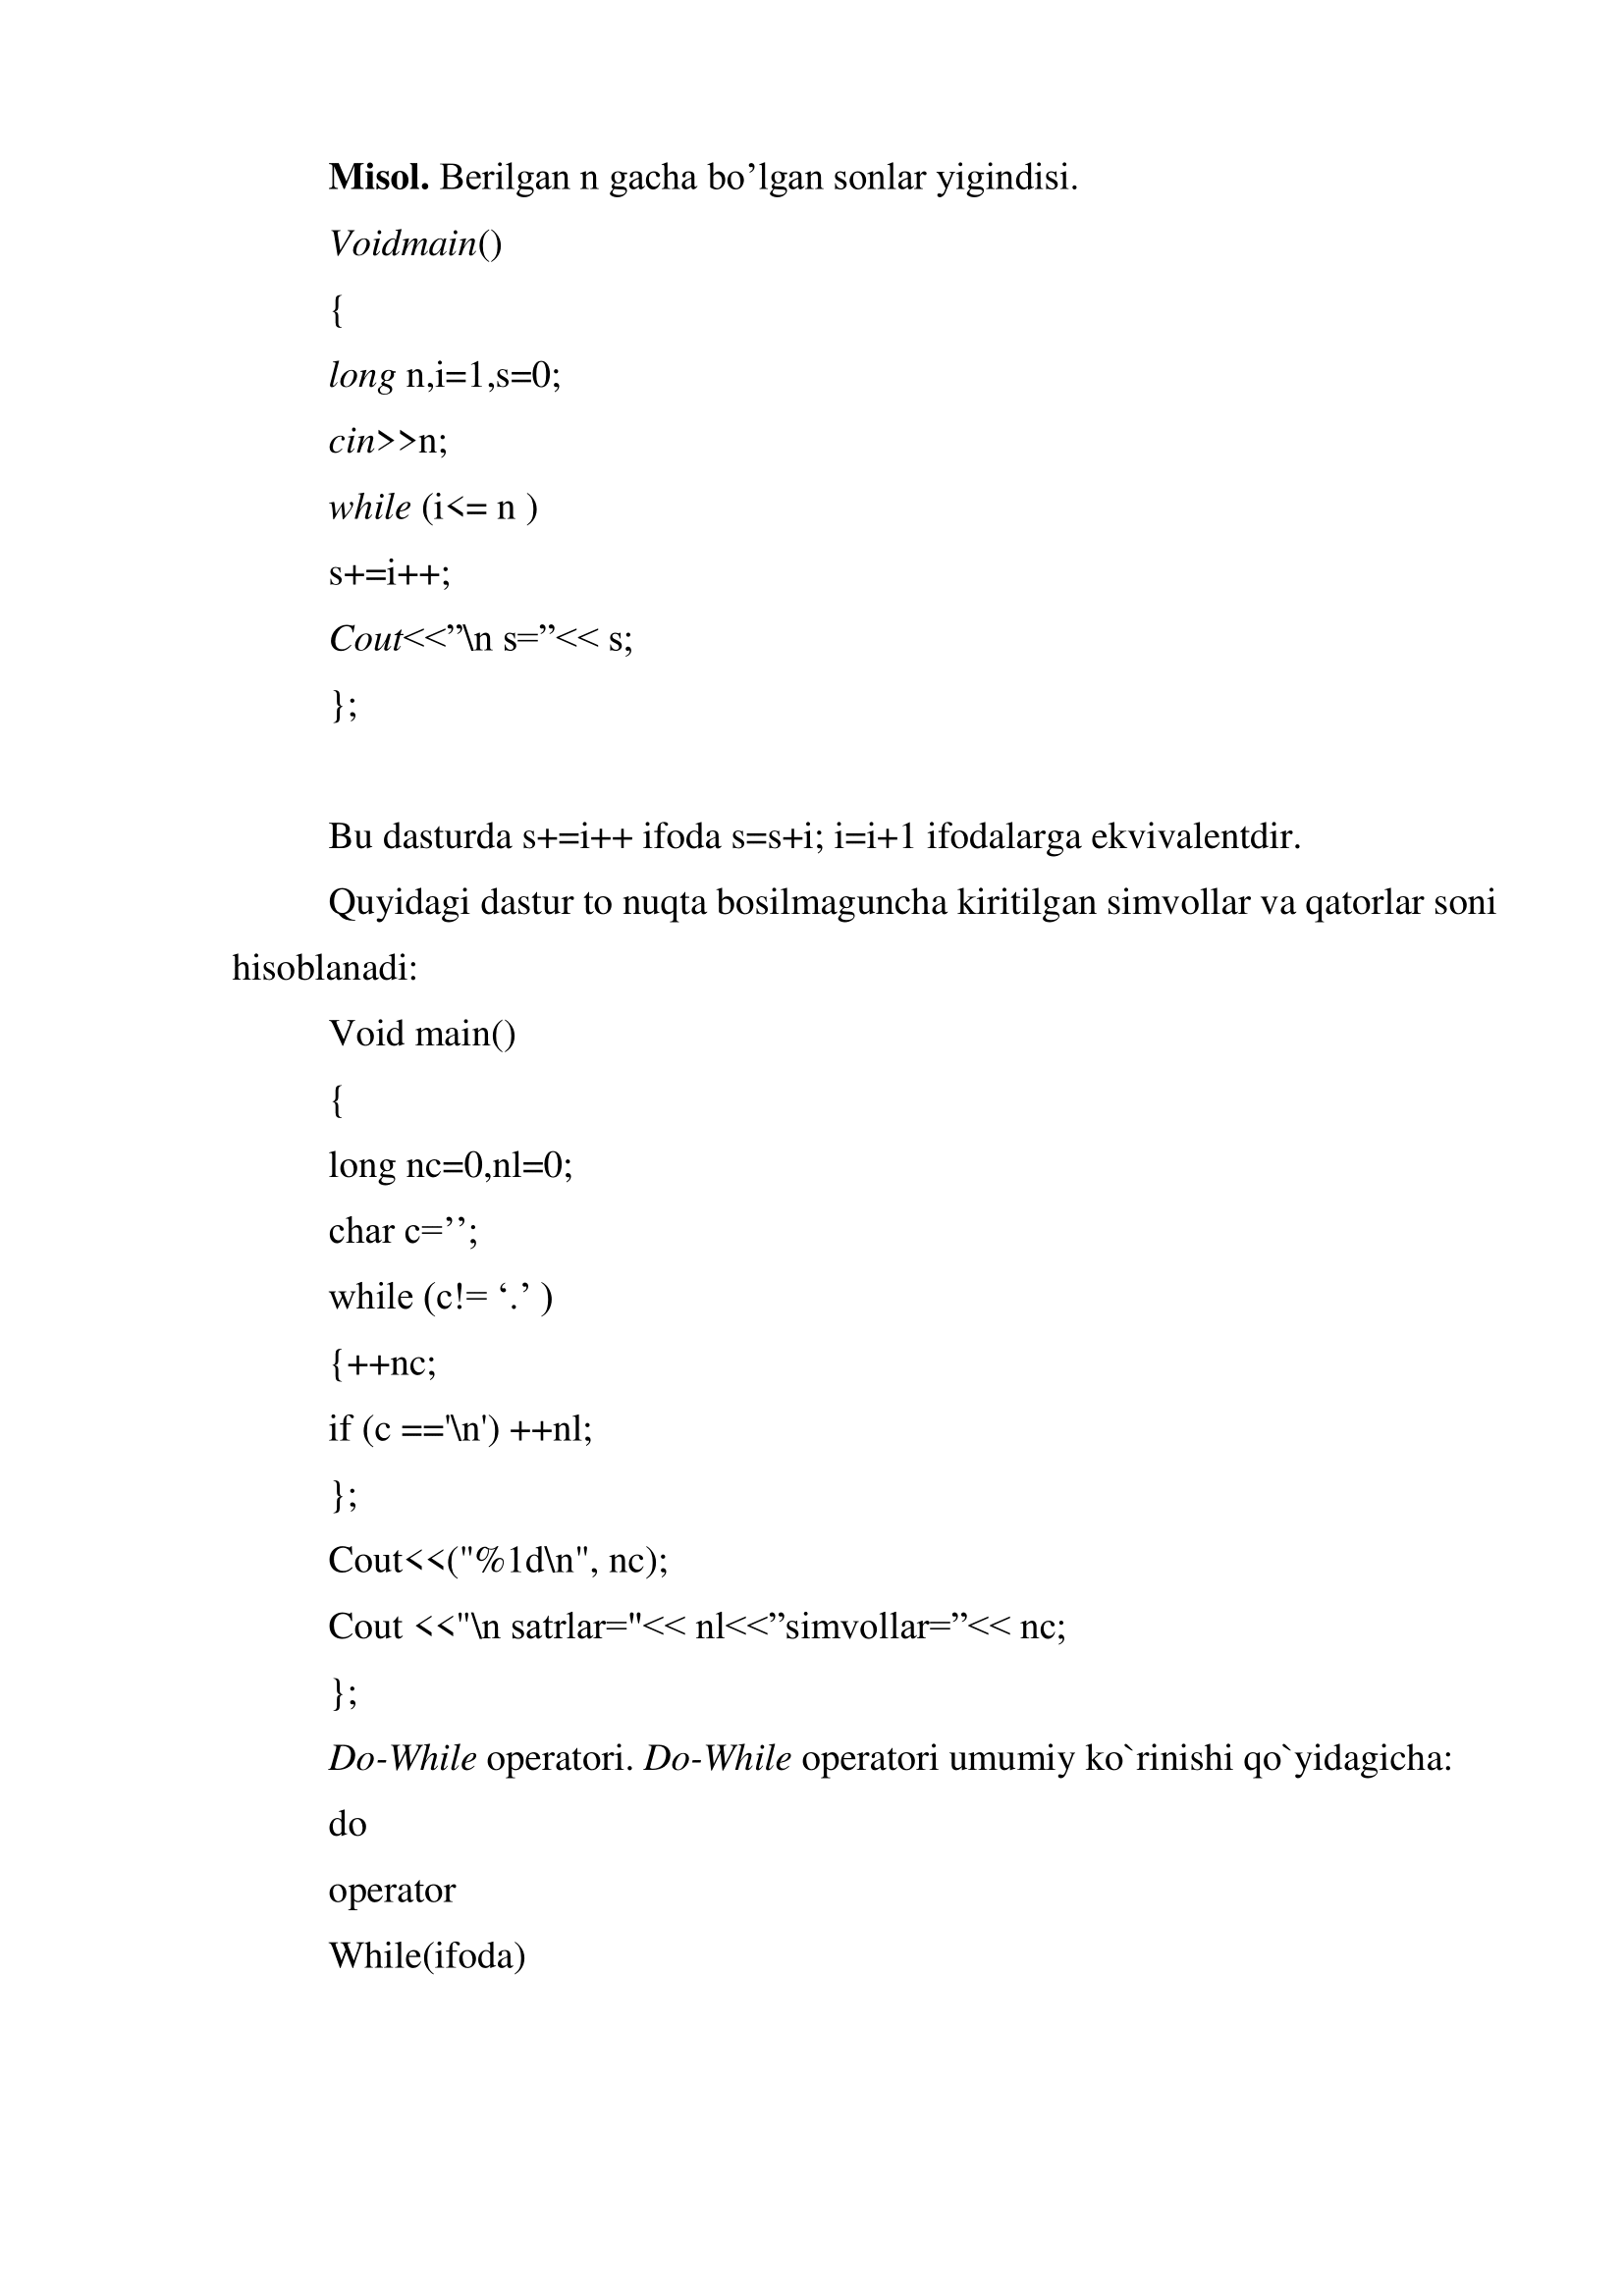 Misol. Berilgan n gacha bo’lgan sonlar yigindisi.
Voidmain()
{
long n,i=1,s=0;
cin>>n;
while (i<= n )
s+=i++;
Cout<<”\n s=”<< s;
};
Bu dasturda s+=i++ ifoda s=s+i; i=i+1 ifodalarga ekvivalentdir.
Quyidagi dastur to nuqta bosilmaguncha kiritilgan simvollar va qatorlar soni
hisoblanadi:
Void main()
{
long nc=0,nl=0;
char c=’’;
while (c!= ‘.’ )
{++nc;
if (c =='\n') ++nl;
};
Cout<<("%1d\n", nc);
Cout <<"\n satrlar="<< nl<<”simvollar=”<< nc;
};
Do-While operatori. Do-While operatori umumiy ko`rinishi qo`yidagicha:
do
operator
While(ifoda)